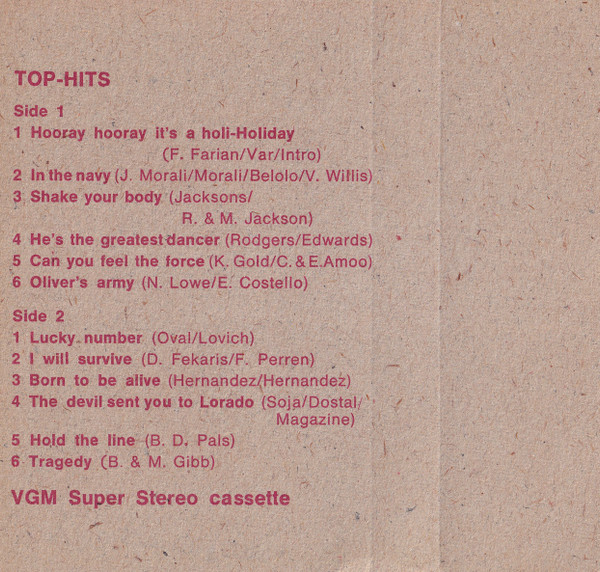 TOP-HITS
Side 1
1 Hooray hooray it's a holi-Holiday
(F. Farian/Var/Intro)
2 In the navy (J. Morali/Morali/Belolo/V. Willis)
3 Shake your body (Jacksons/
R. & M. Jackson)
4 He's the greatest dancer (Rodgers/Edwards)
5 Can you feel the force (K. Gold/C. & E. Amoo)
6 Oliver's army (N. Lowe/E. Costello)
Side 2
1 Lucky number (Oval/Lovich)
2 I will survive (D. Fekaris/F. Perren)
3 Born to be alive (Hernandez/Hernandez)
4 The devil sent you to Lorado (Soja/Dostal/
Magazine)
5 Hold the line (B. D. Pals)
6 Tragedy (B. & M. Gibb)
VGM Super Stereo cassette